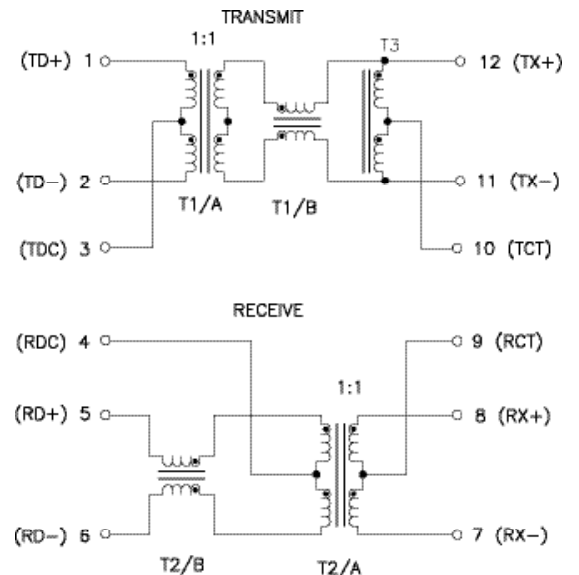 TRANSMIT
1:1
T3
(TD+) 1
12 (TX+)
(TD-) 2
11 (TX-)
T1/A
T1/B
(TDC) 3
10 (TCT)
RECEIVE
(RDC) 4
9 (RCT)
1:1
(RD+) 5
8 (RX+)
(RD-) 6
7 (RX-)
T2/B
T2/A